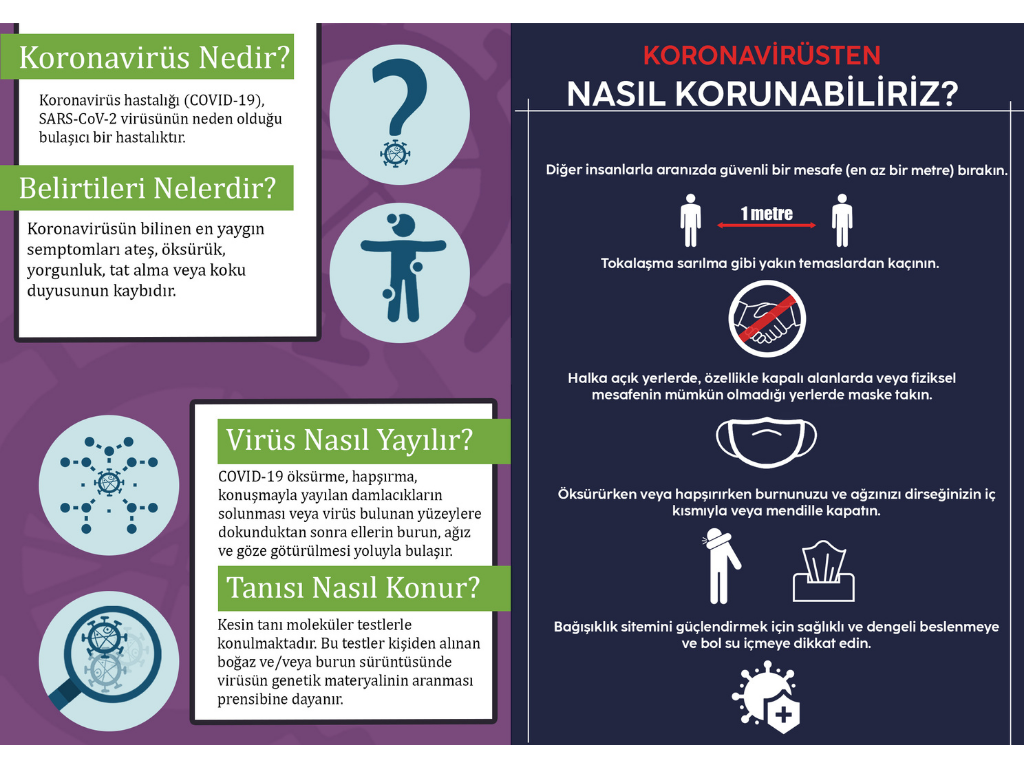 Koronavirüs Nedir?
Koronavirüs hastalığı (COVID-19),
SARS-CoV-2 virüsünün neden olduğu
bulaşıcı bir hastalıktır.
Belirtileri Nelerdir?
Koronavirüsün bilinen en yaygın
semptomları ateş, öksürük,
yorgunluk, tat alma veya koku
duyusunun kaybıdır.
Virüs Nasıl Yayılır?
COVID-19 öksürme, hapşırma,
konuşmayla yayılan damlacıkların
solunması veya virüs bulunan yüzeylere
dokunduktan sonra ellerin burun, ağız
ve göze götürülmesi yoluyla bulaşır.
Tanısı Nasıl Konur?
Kesin tanı moleküler testlerle
konulmaktadır. Bu testler kişiden alınan
boğaz ve/veya burun sürüntüsünde
virüsün genetik materyalinin aranması
prensibine dayanır.
KORONAVİRÜSTEN
NASIL KORUNABİLİRİZ?
Diğer insanlarla aranızda güvenli bir mesafe (en az bir metre) bırakın.
1 metre
Tokalaşma sarılma gibi yakın temaslardan kaçının.
Halka açık yerlerde, özellikle kapalı alanlarda veya fiziksel
mesafenin mümkün olmadığı yerlerde maske takın.
Öksürürken veya hapşırırken burnunuzu ve ağzınızı dirseğinizin iç
kısmıyla veya mendille kapatın.
Bağışıklık sitemini güçlendirmek için sağlıklı ve dengeli beslenmeye
ve bol su içmeye dikkat edin.